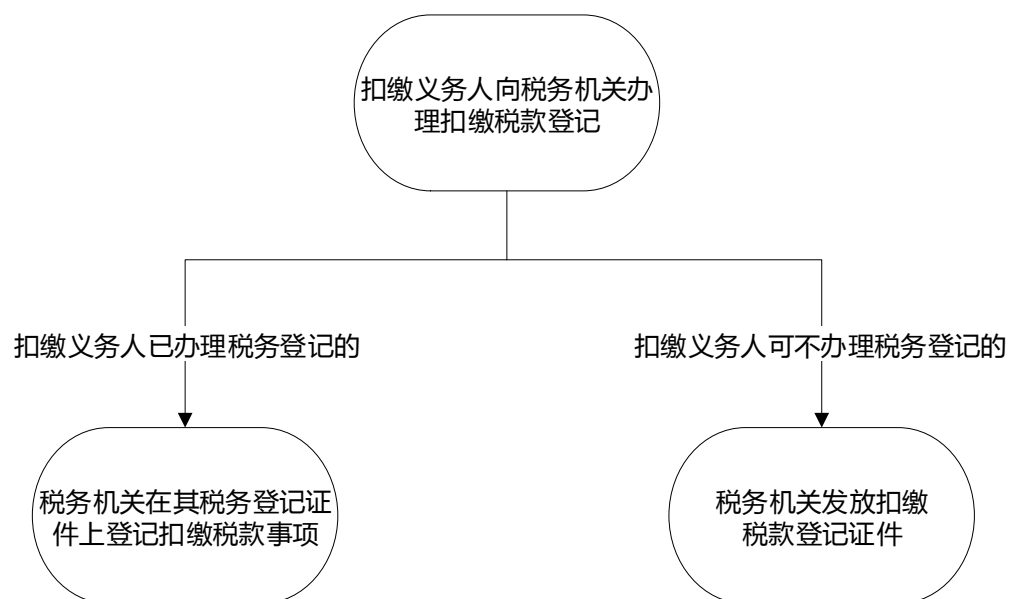 扣缴义务人向税务机关办
理扣缴税款登记
扣缴义务人已办理税务登记的
扣缴义务人可不办理税务登记的
税务机关在其税务登记证
件上登记扣缴税款事项
税务机关发放扣缴
税款登记证件